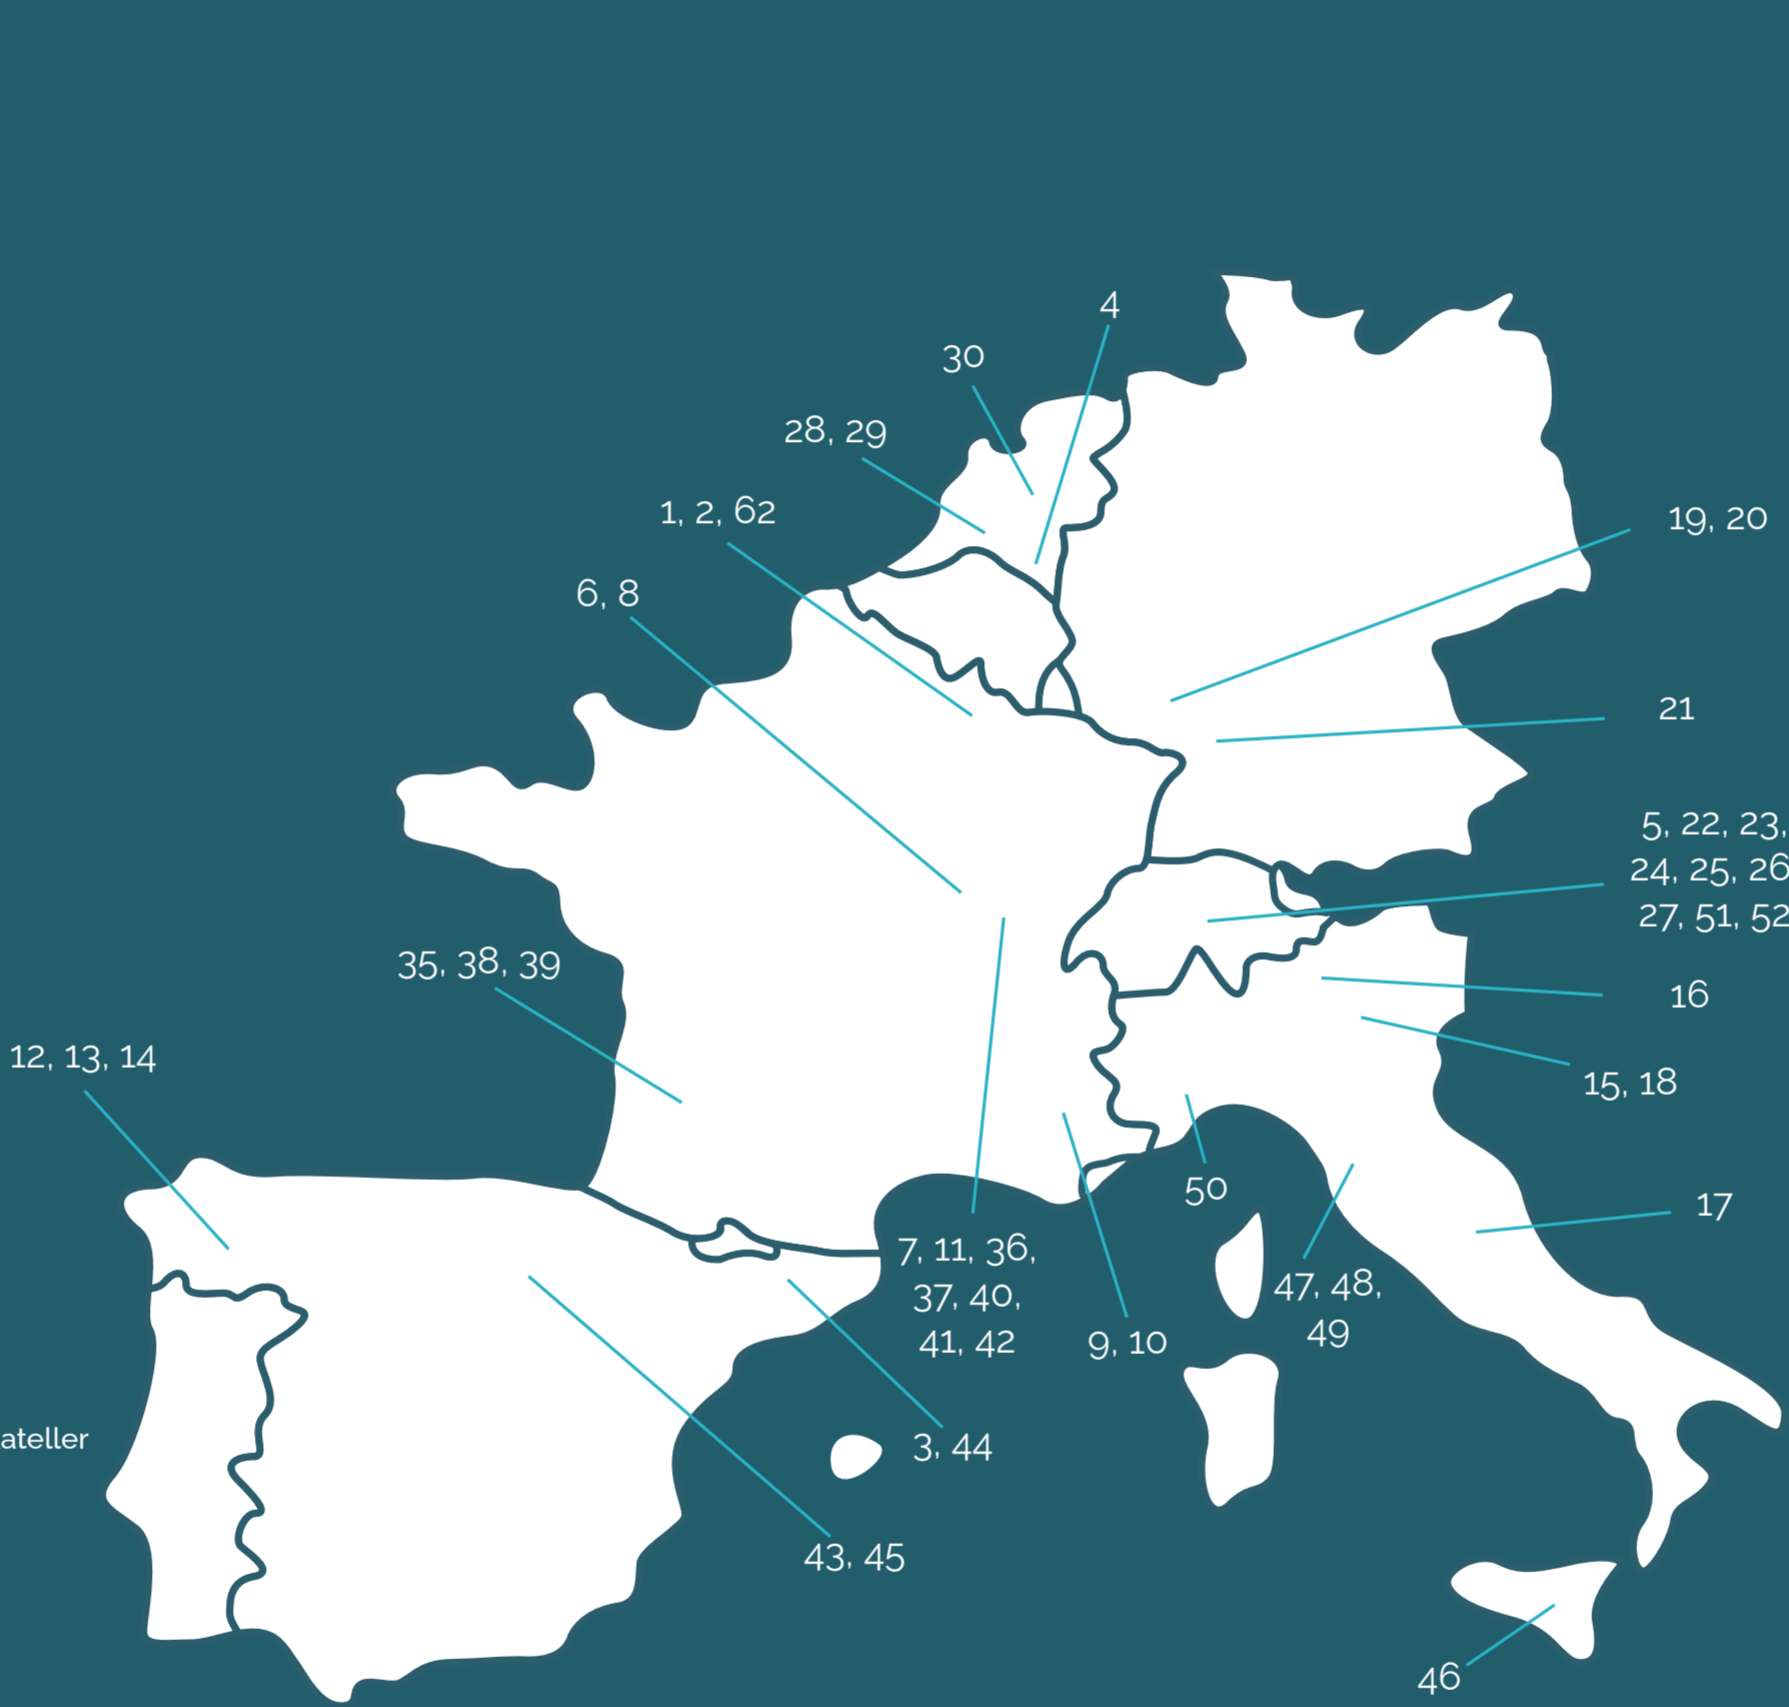 4
30
28, 29
1, 2, 62
19, 20
6, 8
21
5, 22, 23,
24, 25, 26
27, 51, 52
35, 38, 39
16
12, 13, 14
15, 18
50
17
7, 11, 36,
37, 40,
41, 42
47, 48,
49
9, 10
ateller
3, 44
43, 45
46